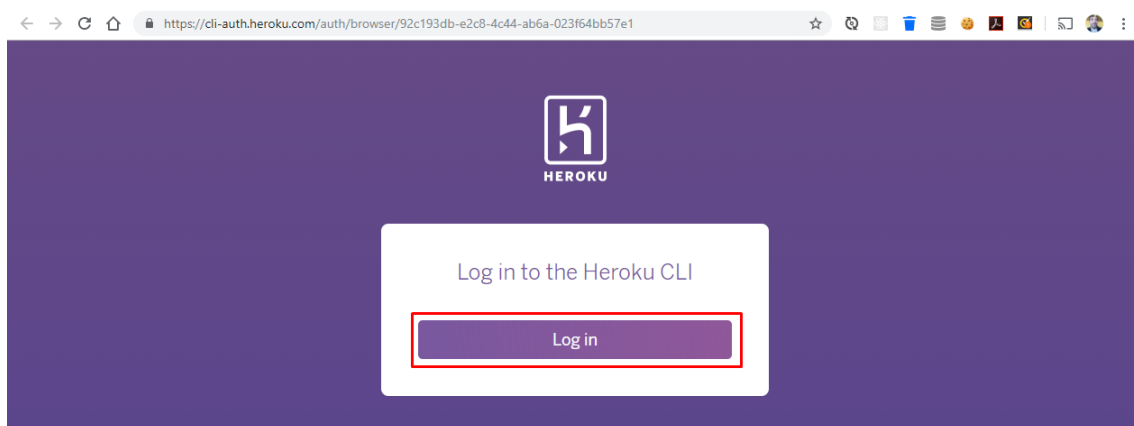 https://cli-auth.heroku.com/auth/browser/92c193db-e2c8-4c44-ab6a-023f64bb57e1
HEROKU
Log in to the Heroku CLI
Log in